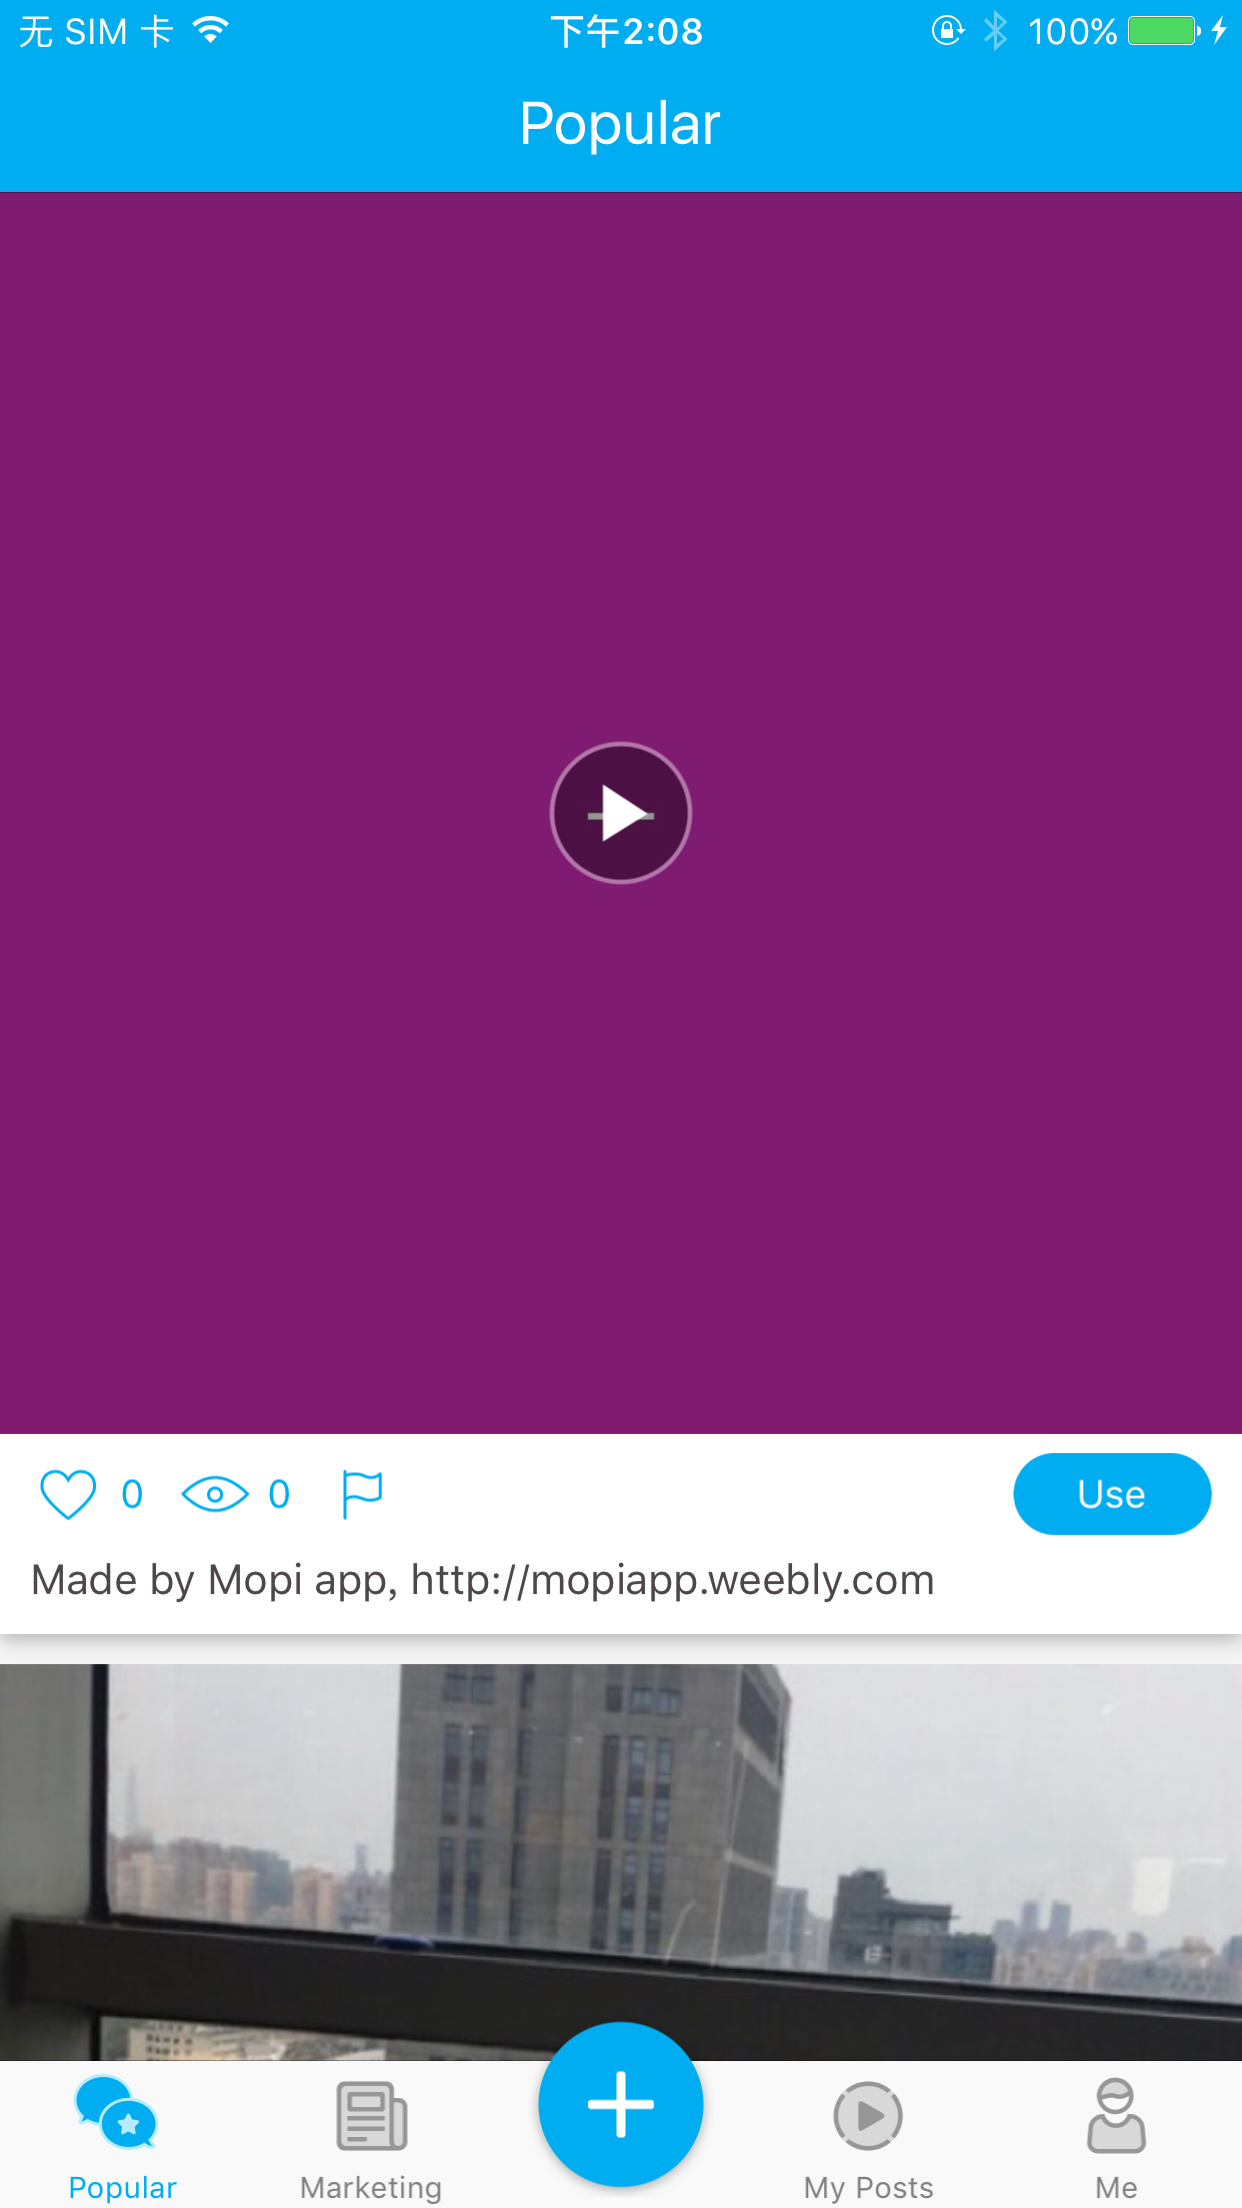 无 SIM 卡 下午2:08 100%
Popular
0 0 Use
Made by Mopi app, http://mopiapp.weebly.com
Popular Marketing My Posts Me